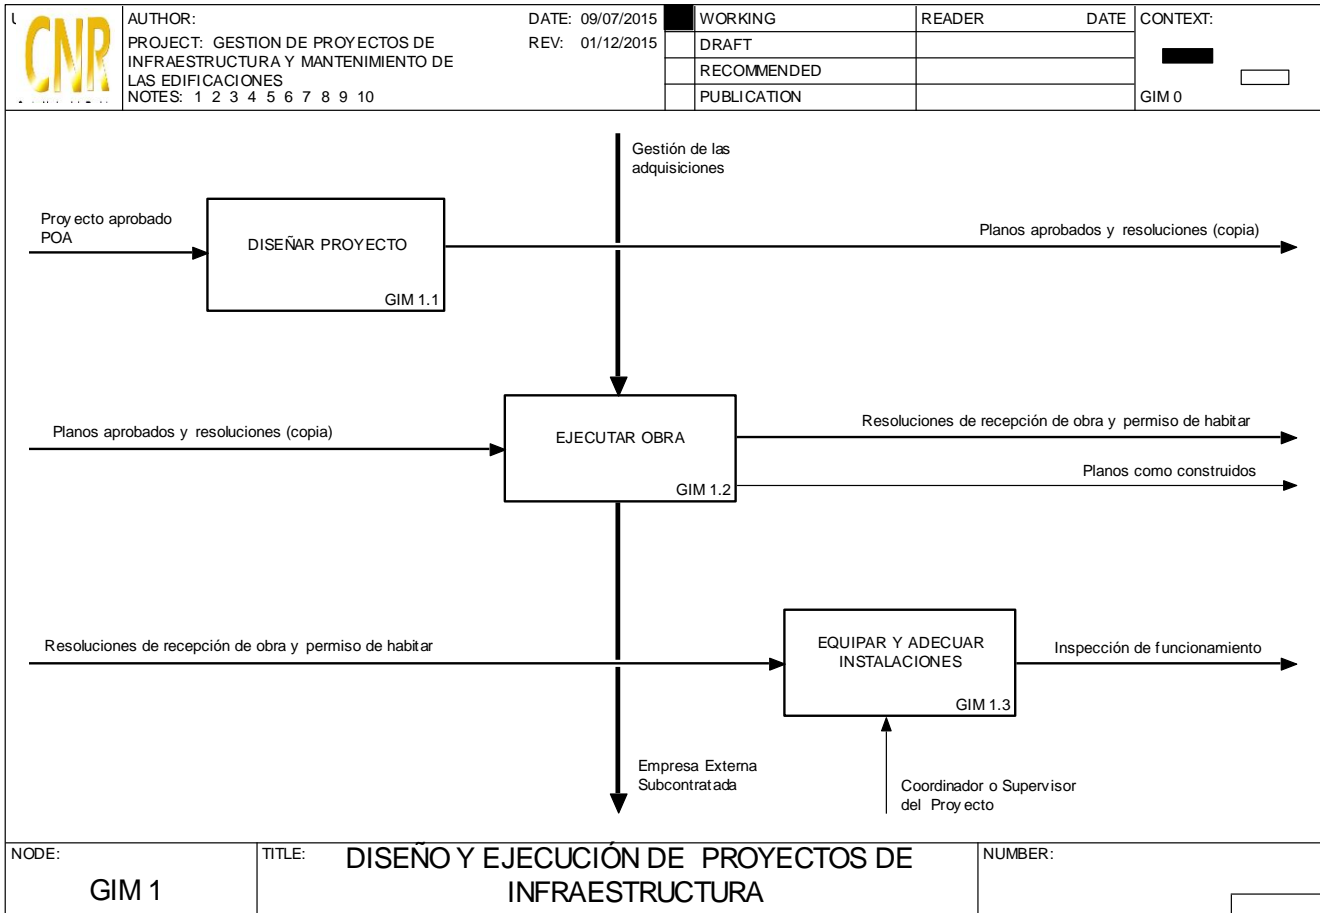 CNR
AUTHOR:
DATE: 09/07/2015
PROJECT: GESTION DE PROYECTOS DE
INFRAESTRUCTURA Y MANTENIMIENTO DE
LAS EDIFICACIONES
REV: 01/12/2015
NOTES: 1 2 3 4 5 6 7 8 9 10
WORKING
DRAFT
RECOMMENDED
PUBLICATION
READER DATE
CONTEXT:
GIM 0
Gestión de las
adquisiciones
Proyecto aprobado
POA
DISEÑAR PROYECTO
GIM 1.1
Planos aprobados y resoluciones (copia)
Planos aprobados y resoluciones (copia)
EJECUTAR OBRA
GIM 1.2
Resoluciones de recepción de obra y permiso de habitar
Planos como construidos
Resoluciones de recepción de obra y permiso de habitar
EQUIPAR Y ADECUAR
INSTALACIONES
GIM 1.3
Inspección de funcionamiento
Empresa Externa
Subcontratada
Coordinador o Supervisor
del Proyecto
NODE:
GIM 1
TITLE:
DISEÑO Y EJECUCIÓN DE PROYECTOS DE
INFRAESTRUCTURA
NUMBER: